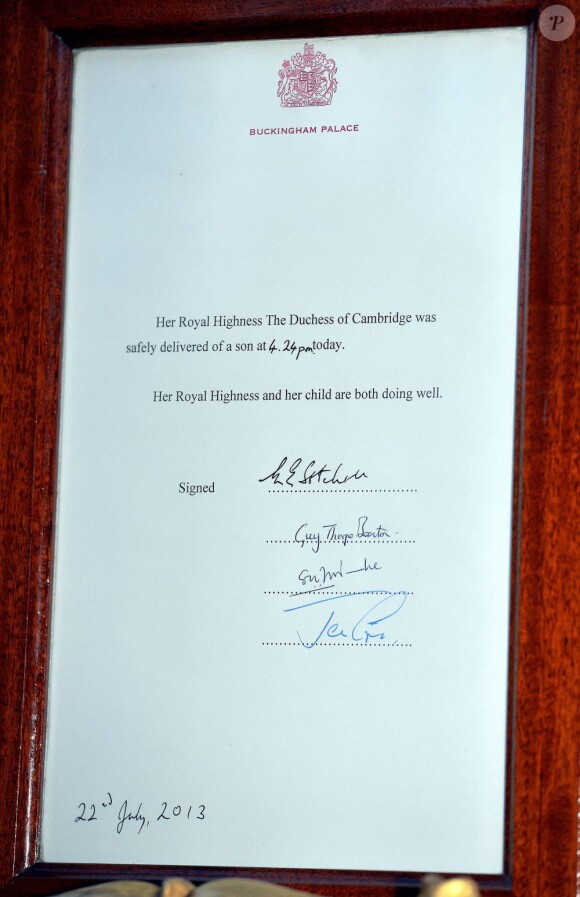 BUCKINGHAM PALACE
Her Royal Highness The Duchess of Cambridge was
safely delivered of a son at 4.24pm today.
Her Royal Highness and her child are both doing well.
Signed
Guy Thorpe Beeston
22nd July, 2013
P